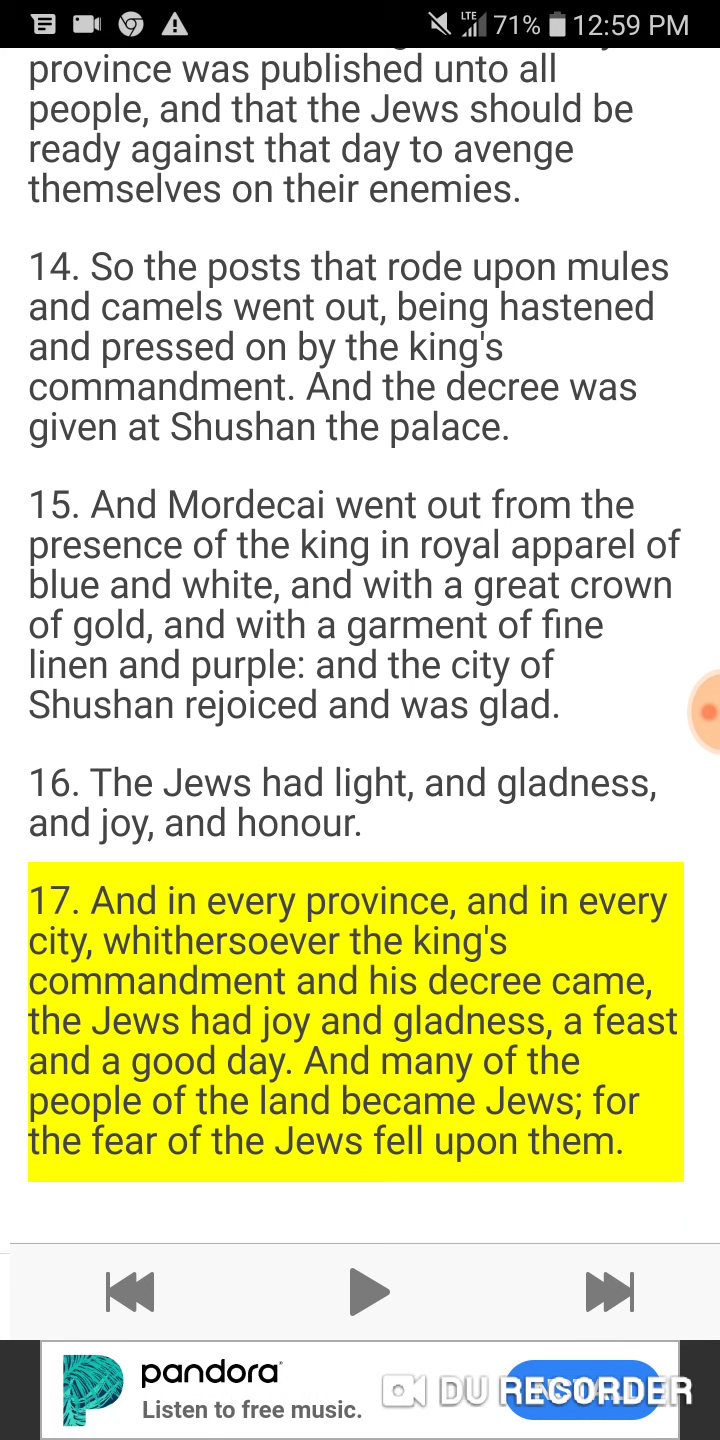 LTE 71% 12:59 PM
province was published unto all
people, and that the Jews should be
ready against that day to avenge
themselves on their enemies.
14. So the posts that rode upon mules
and camels went out, being hastened
and pressed on by the king's
commandment. And the decree was
given at Shushan the palace.
15. And Mordecai went out from the
presence of the king in royal apparel of
blue and white, and with a great crown
of gold, and with a garment of fine
linen and purple: and the city of
Shushan rejoiced and was glad.
16. The Jews had light, and gladness,
and joy, and honour.
17. And in every province, and in every
city, whithersoever the king's
commandment and his decree came,
the Jews had joy and gladness, a feast
and a good day. And many of the
people of the land became Jews; for
the fear of the Jews fell upon them.
pandora
Listen to free music.
DU RECORDER